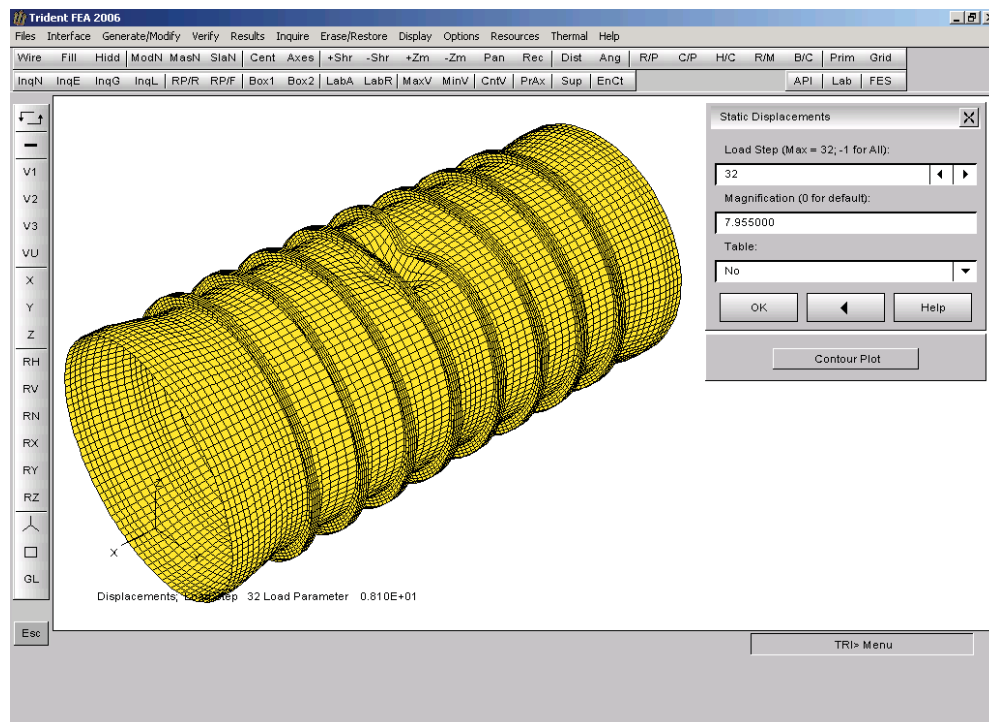 Trident FEA 2006
Files Interface Generate/Modify Verify Results Inquire Erase/Restore Display Options Resources Thermal Help
Wire Fill Hidd ModN MasN SlaN Cent Axes +Shr -Shr +Zm -Zm Pan Rec Dist Ang R/P C/P H/C R/M B/C Prim Grid
InqN InqE InqG InqL RP/R RP/F Box1 Box2 LabA LabR MaxV MinV CntV PrAx Sup EnCt API Lab FES
V1
V2
V3
VU
X
Y
Z
RH
RV
RN
RX
RY
RZ
GL
Esc
Static Displacements
Load Step (Max = 32; -1 for All):
32
Magnification (0 for default):
7.955000
Table:
No
OK Help
Contour Plot
Z
X
Y
Displacements; Load Step 32 Load Parameter 0.810E+01
TRI> Menu